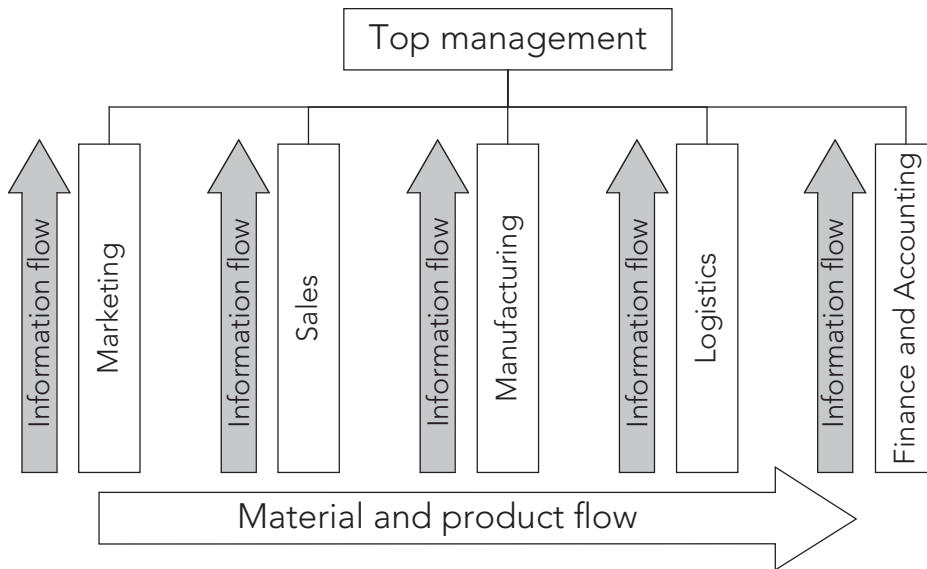 Top management
Information flow
Marketing
Information flow
Sales
Information flow
Manufacturing
Information flow
Logistics
Information flow
Finance and Accounting
Material and product flow